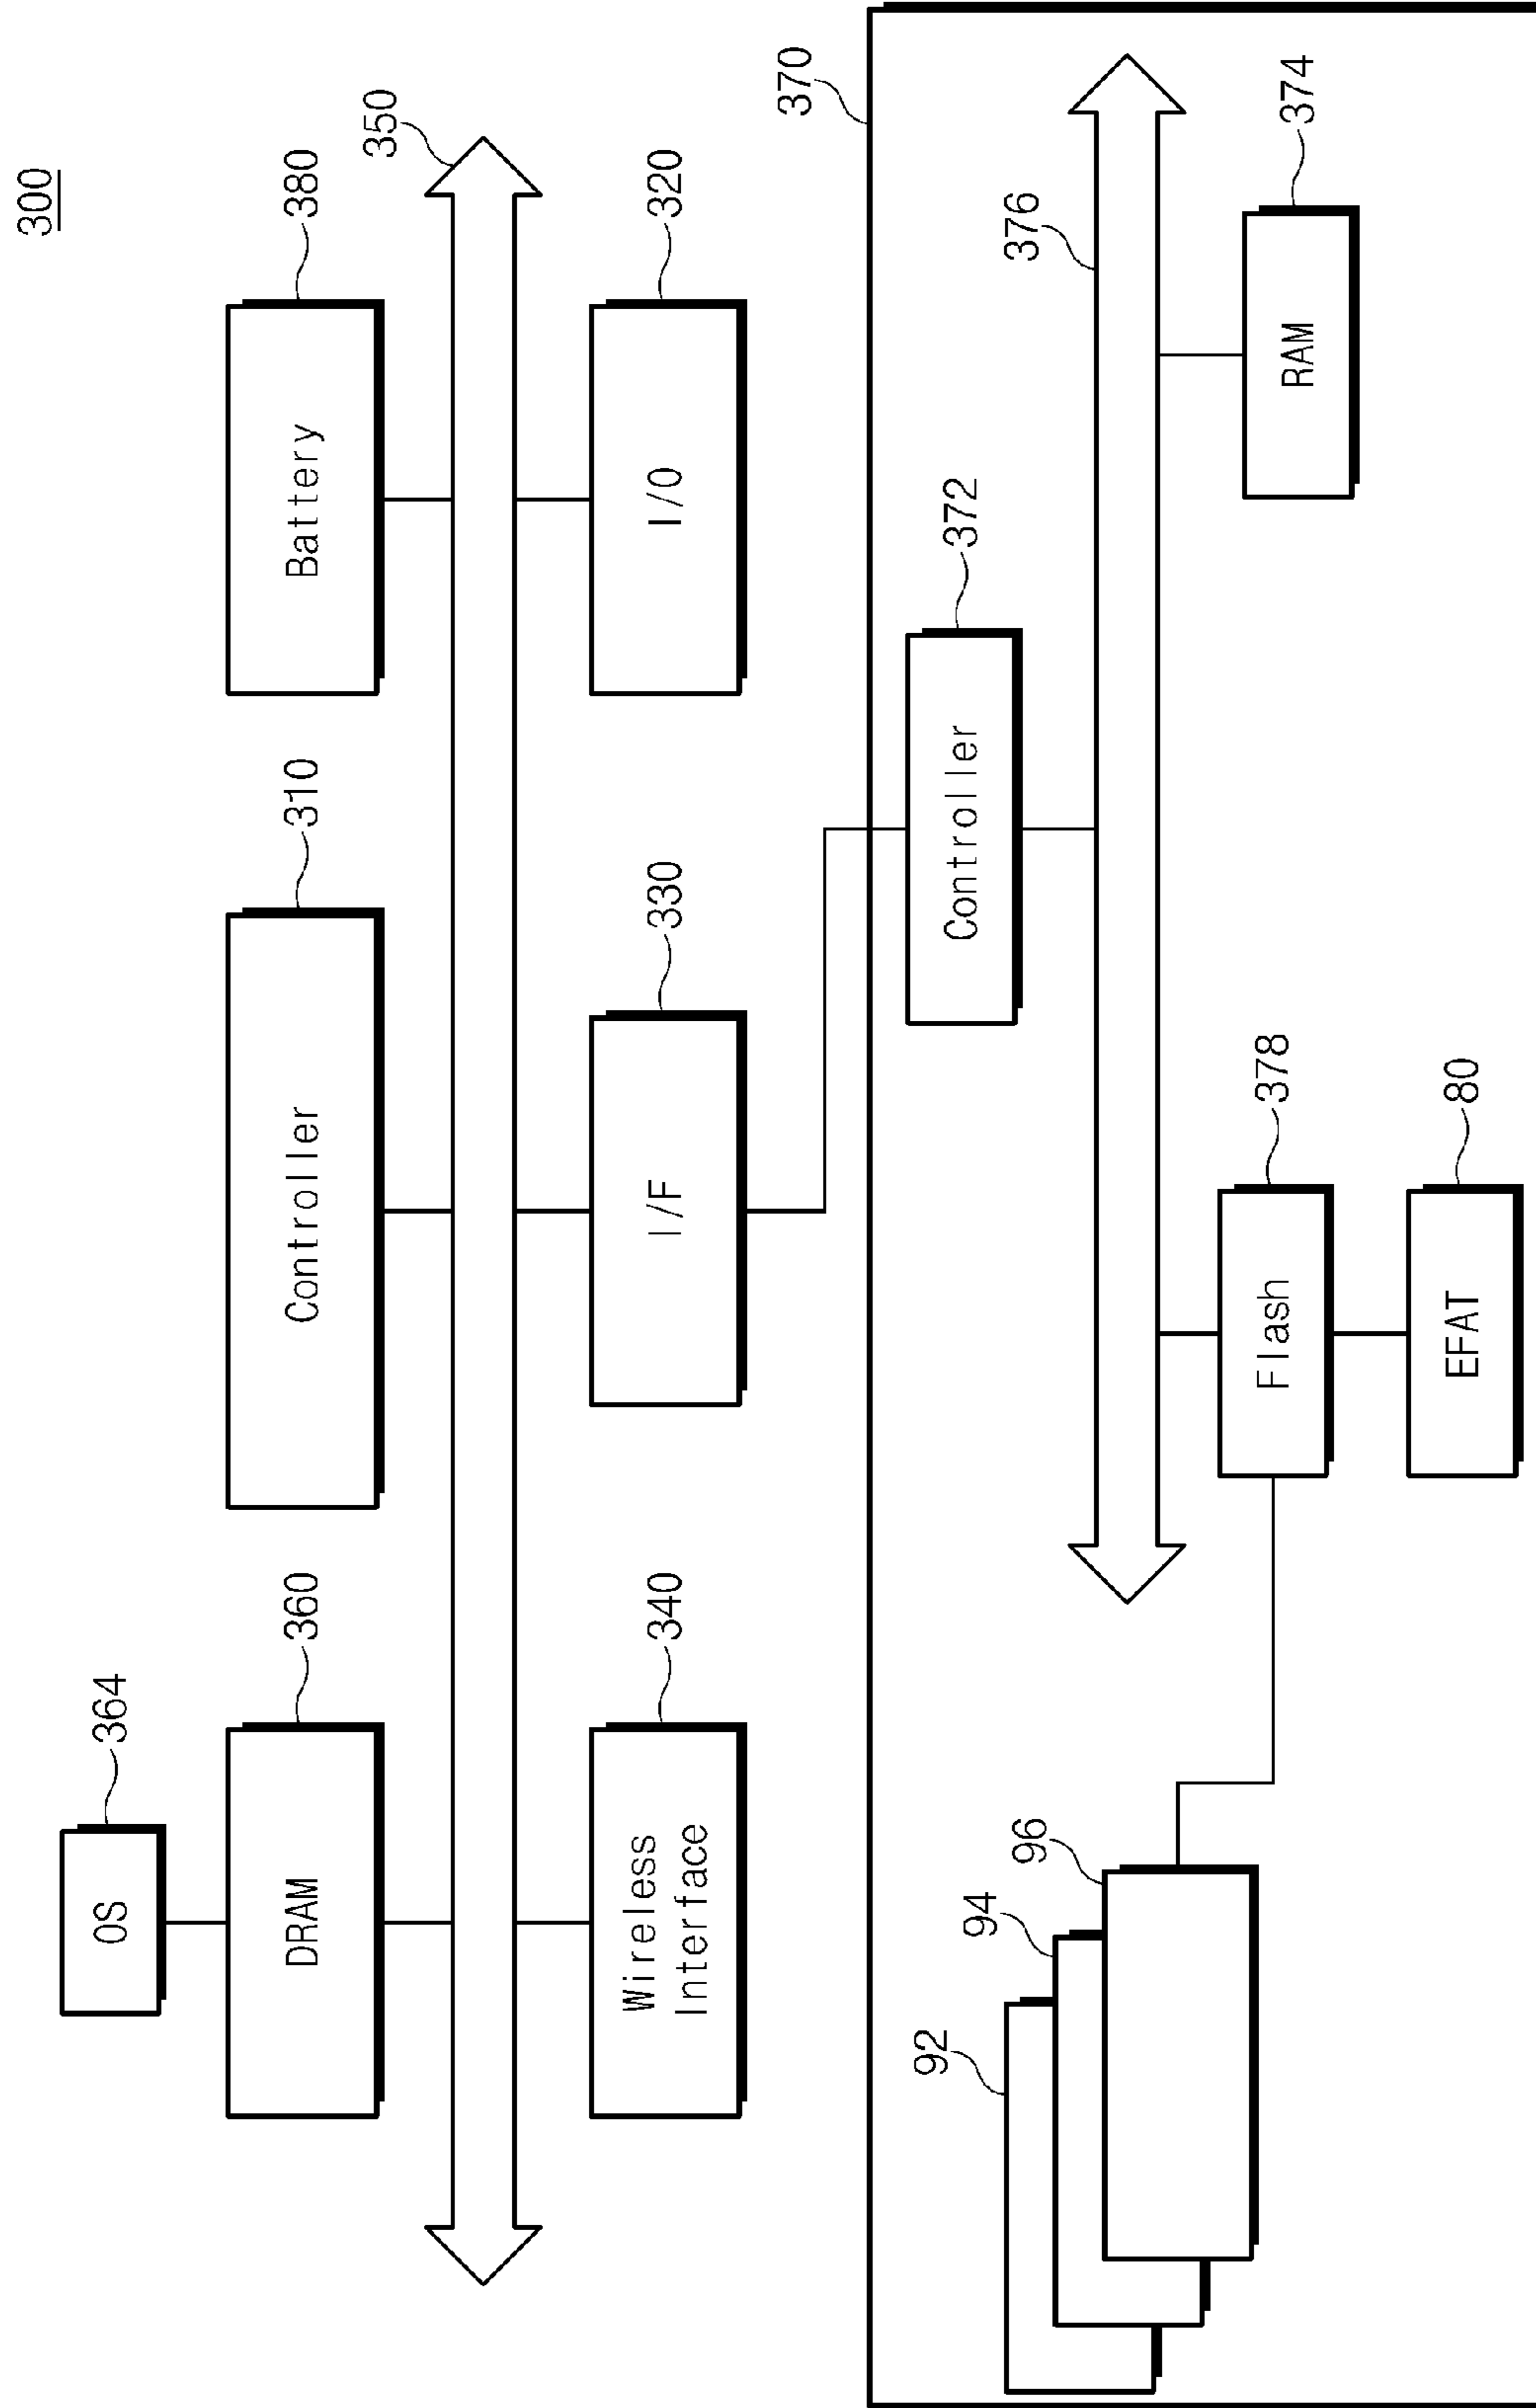 300
364
OS
360
DRAM
310
Controller
380
Battery
350
340
Wireless
Interface
330
I/F
320
I/O
370
372
Controller
376
92
94
96
378
Flash
374
RAM
80
EFAT